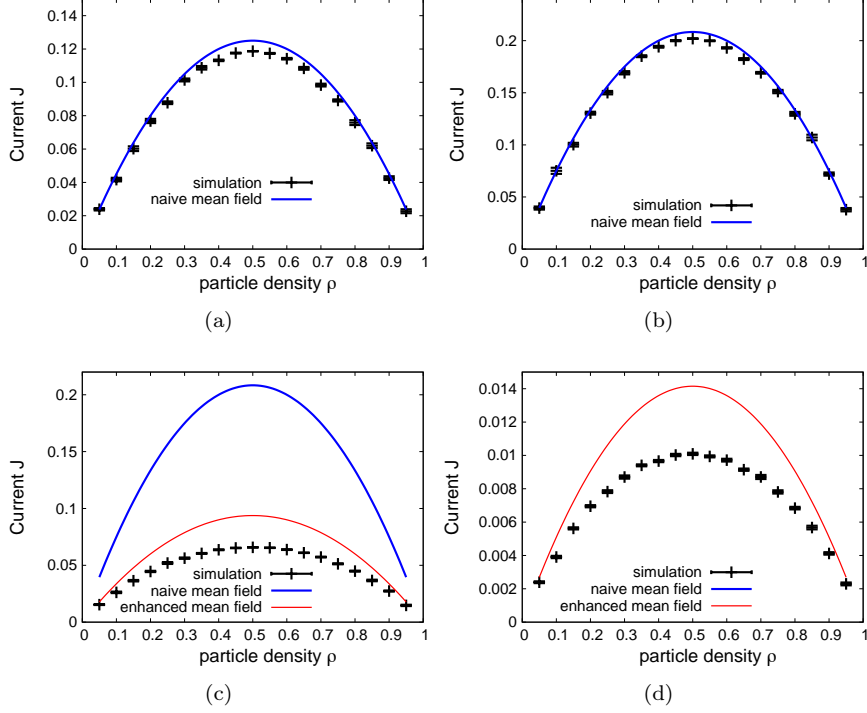 0.14
0.12
0.1
0.08
0.06
0.04
0.02
0
Current J
simulation
naive mean field
0 0.1 0.2 0.3 0.4 0.5 0.6 0.7 0.8 0.9 1
particle density ρ
(a)
0.2
0.15
0.1
0.05
0
Current J
simulation
naive mean field
0 0.1 0.2 0.3 0.4 0.5 0.6 0.7 0.8 0.9 1
particle density ρ
(b)
0.2
0.15
0.1
0.05
0
Current J
simulation
naive mean field
enhanced mean field
0 0.1 0.2 0.3 0.4 0.5 0.6 0.7 0.8 0.9 1
particle density ρ
(c)
0.014
0.012
0.01
0.008
0.006
0.004
0.002
0
Current J
simulation
naive mean field
enhanced mean field
0 0.1 0.2 0.3 0.4 0.5 0.6 0.7 0.8 0.9 1
particle density ρ
(d)